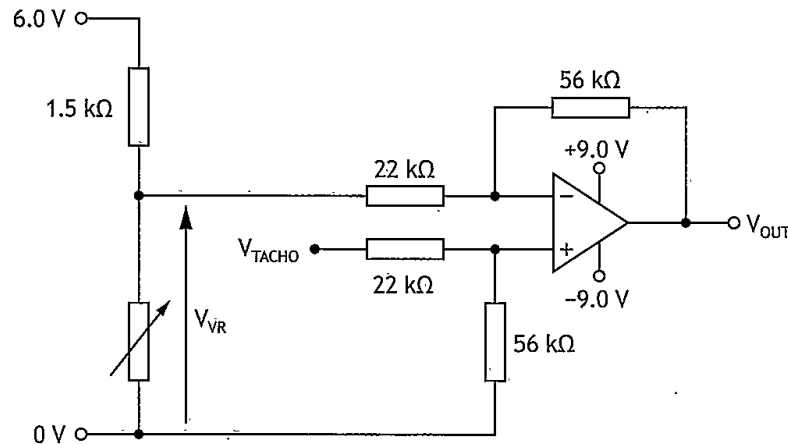 6.0 V
1.5 kΩ
56 kΩ
+9.0 V
22 kΩ
−
V_OUT
V_TACHO
+
22 kΩ
−9.0 V
V_VR
56 kΩ
0 V